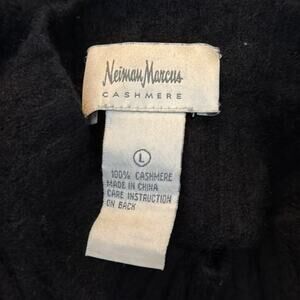 Neiman Marcus
CASHMERE
L
100% CASHMERE
MADE IN CHINA
CARE INSTRUCTION
ON BACK